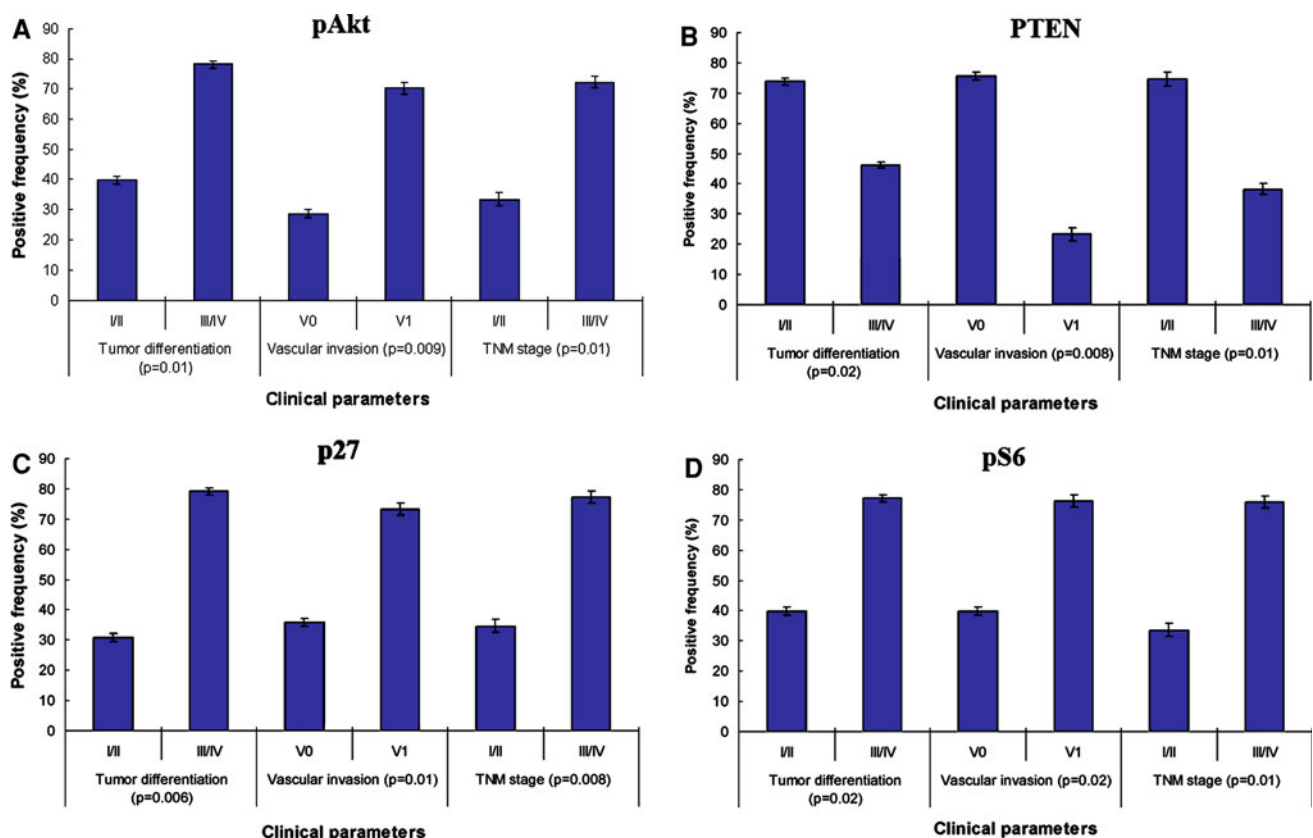 A
pAkt
Positive frequency (%)
90
80
70
60
50
40
30
20
10
0
I/II III/IV V0 V1 I/II III/IV
Tumor differentiation (p=0.01) Vascular invasion (p=0.009) TNM stage (p=0.01)
Clinical parameters
B
PTEN
Positive frequency (%)
90
80
70
60
50
40
30
20
10
0
I/II III/IV V0 V1 I/II III/IV
Tumor differentiation (p=0.02) Vascular invasion (p=0.008) TNM stage (p=0.01)
Clinical parameters
C
p27
Positive frequency (%)
90
80
70
60
50
40
30
20
10
0
I/II III/IV V0 V1 I/II III/IV
Tumor differentiation (p=0.006) Vascular invasion (p=0.01) TNM stage (p=0.008)
Clinical parameters
D
pS6
Positive frequency (%)
90
80
70
60
50
40
30
20
10
0
I/II III/IV V0 V1 I/II III/IV
Tumor differentiation (p=0.02) Vascular invasion (p=0.02) TNM stage (p=0.01)
Clinical parameters